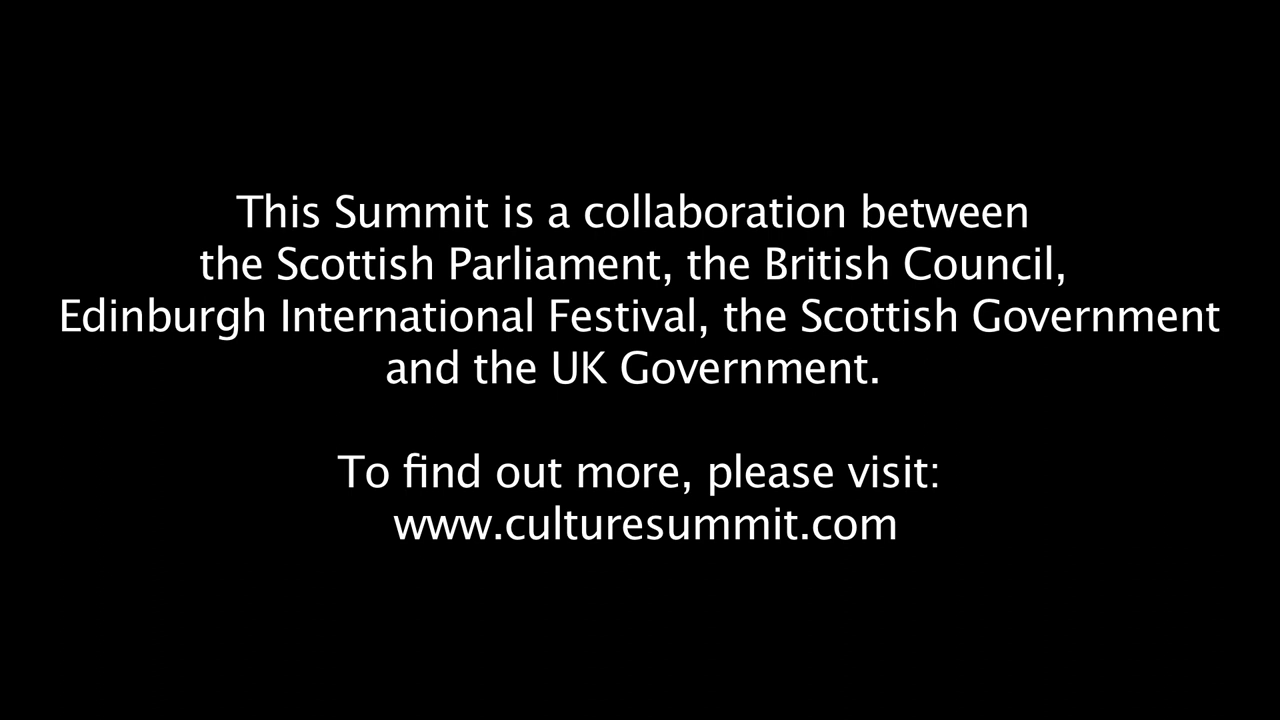 This Summit is a collaboration between
the Scottish Parliament, the British Council,
Edinburgh International Festival, the Scottish Government
and the UK Government.
To find out more, please visit:
www.culturesummit.com